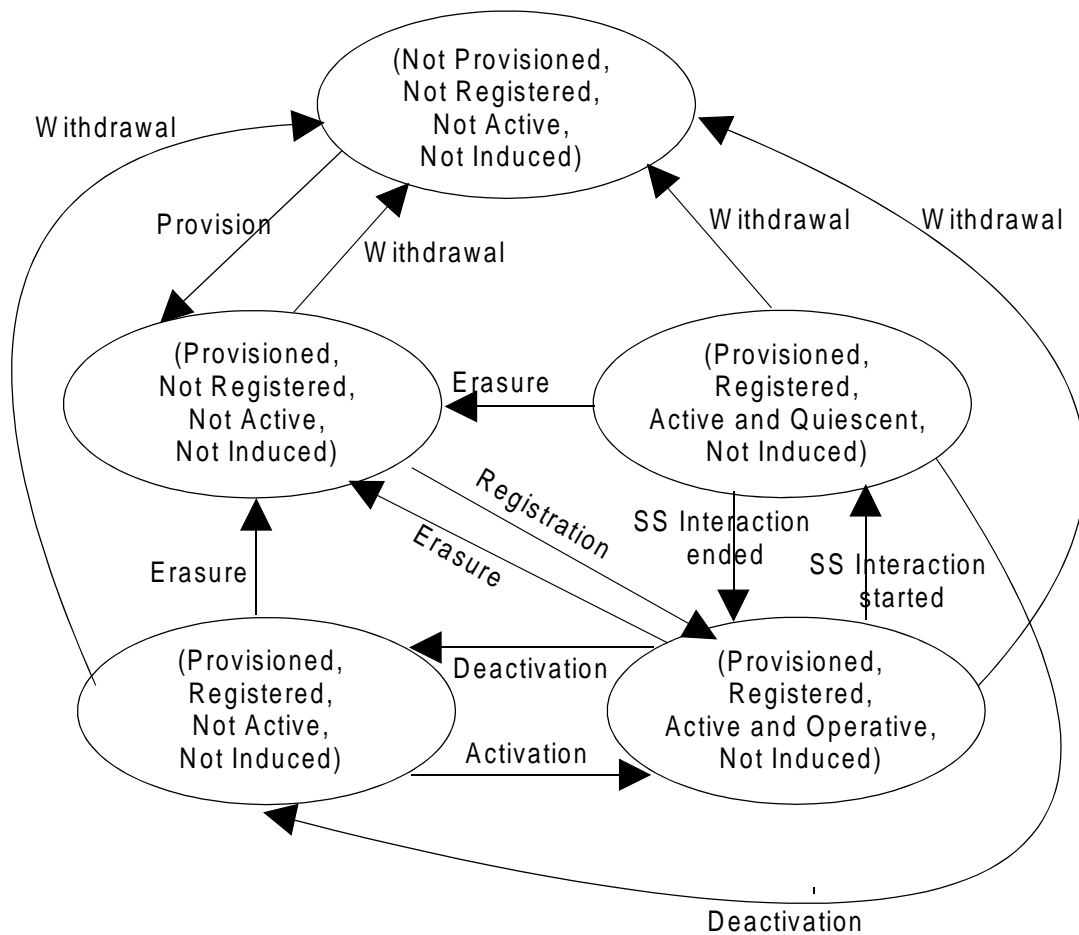 (Not Provisioned,
Not Registered,
Not Active,
Not Induced)
Withdrawal
Provision
Withdrawal
Withdrawal
Withdrawal
(Provisioned,
Not Registered,
Not Active,
Not Induced)
Erasure
(Provisioned,
Registered,
Active and Quiescent,
Not Induced)
Registration
Erasure
SS Interaction
ended
SS Interaction
started
Erasure
(Provisioned,
Registered,
Not Active,
Not Induced)
Deactivation
Activation
(Provisioned,
Registered,
Active and Operative,
Not Induced)
Deactivation